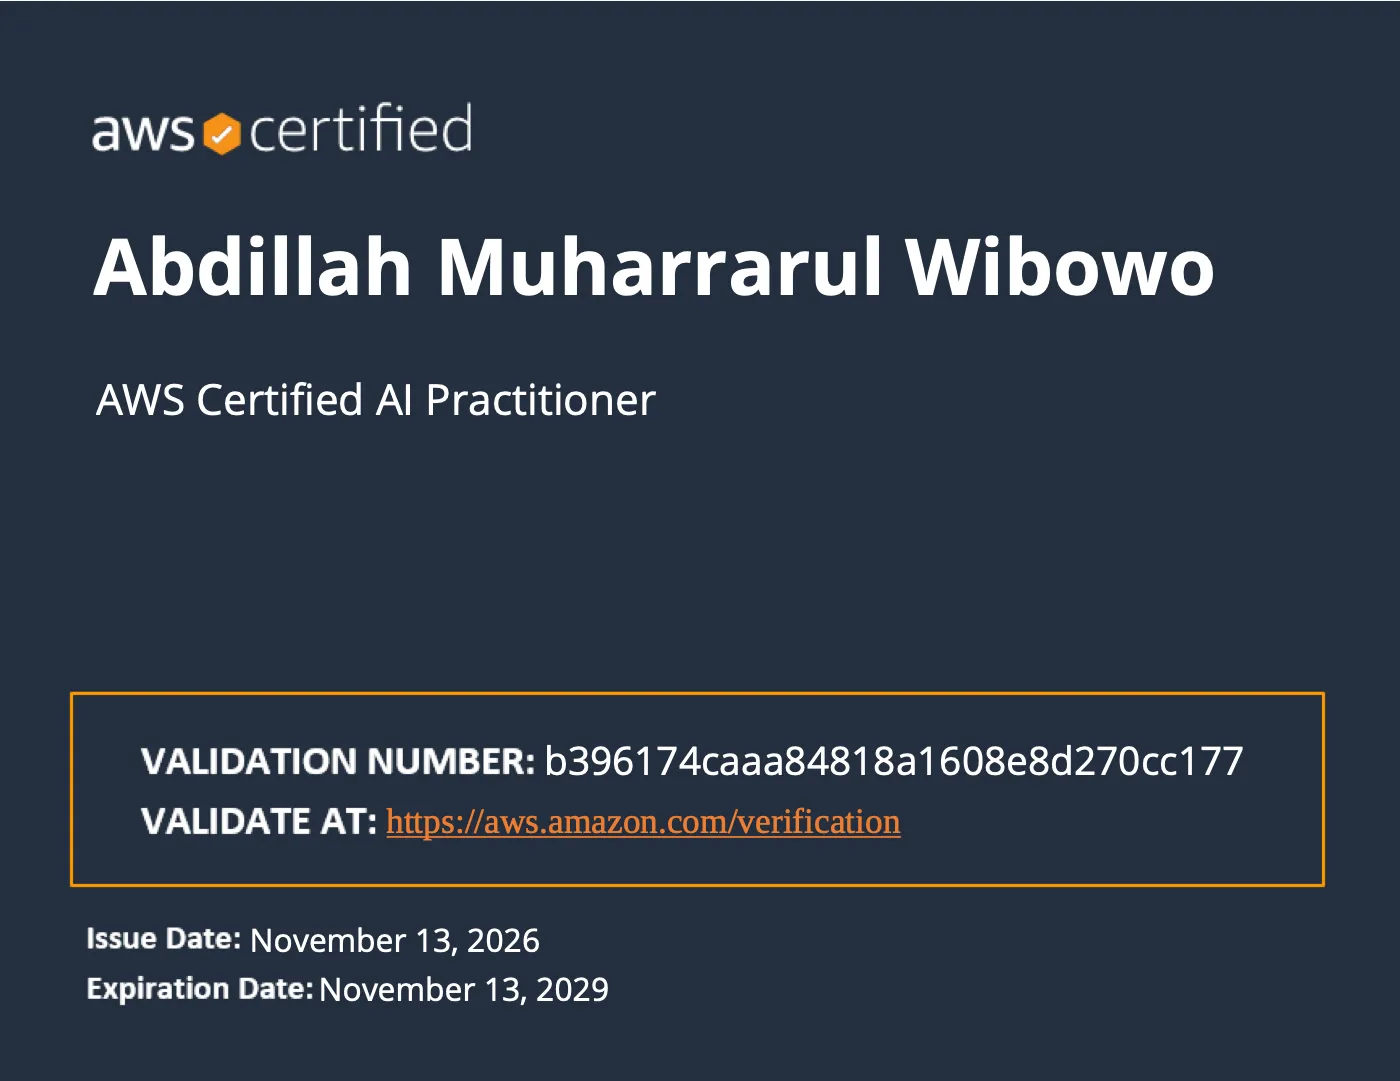 aws certified
Abdillah Muharrarul Wibowo
AWS Certified AI Practitioner
VALIDATION NUMBER: b396174caaa84818a1608e8d270cc177
VALIDATE AT: https://aws.amazon.com/verification
Issue Date: November 13, 2026
Expiration Date: November 13, 2029